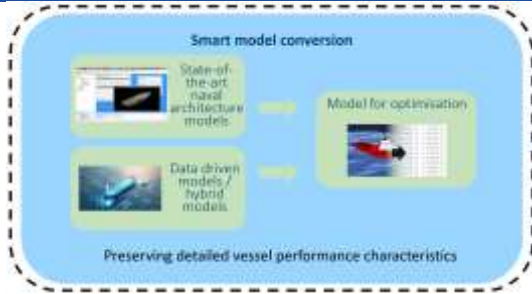 Smart model conversion
State-of-
the-art
naval
architecture
models
Model for optimisation
Data driven
models /
hybrid
models
Preserving detailed vessel performance characteristics